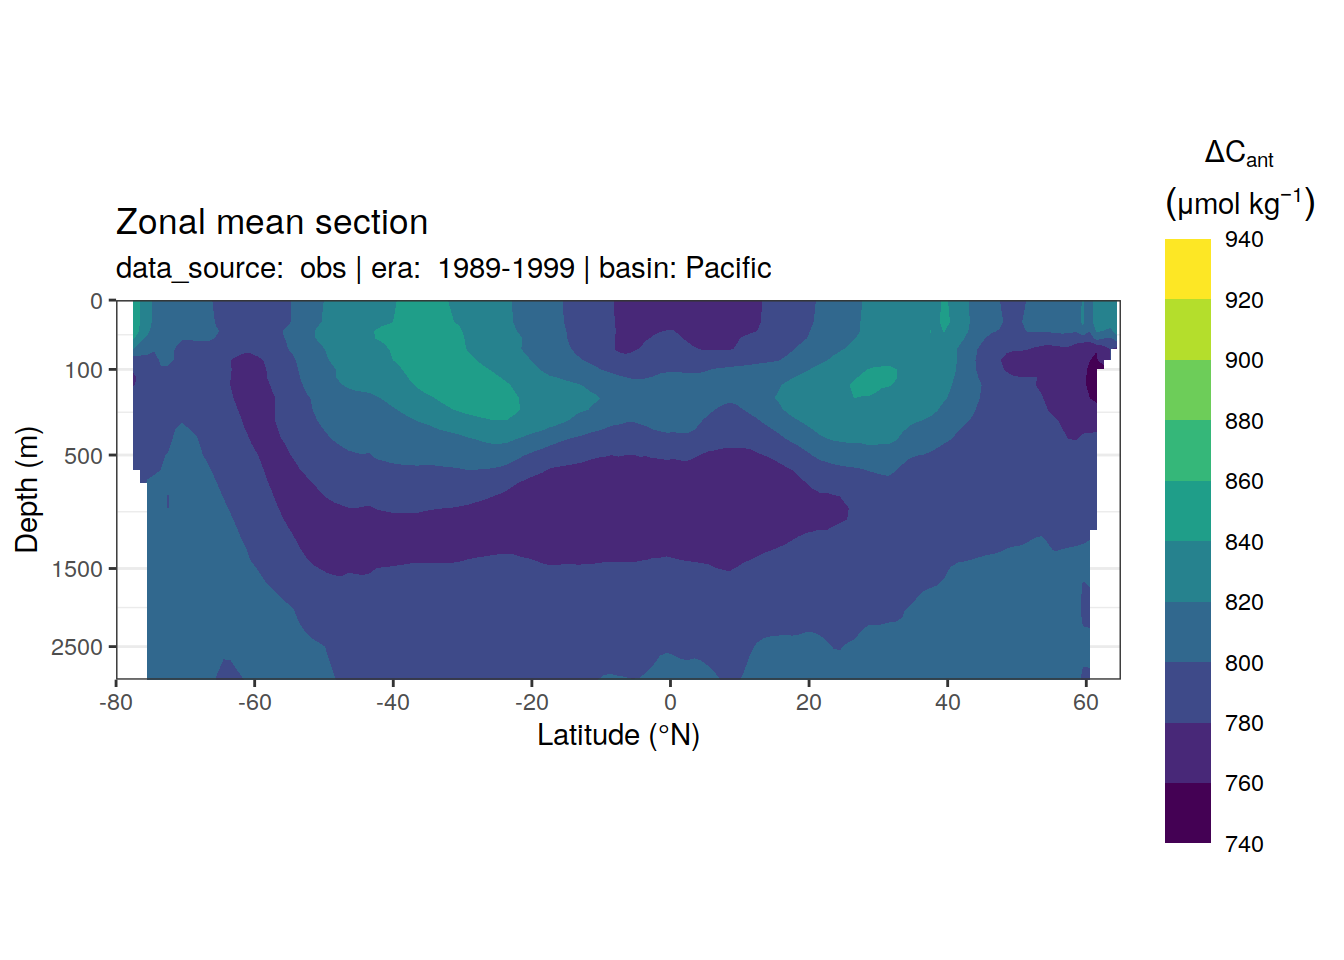 Zonal mean section
data_source:  obs | era:  1989-1999 | basin: Pacific
ΔCant
(μmol kg−1)
940
920
900
880
860
840
820
800
780
760
740
Depth (m)
0
100
500
1500
2500
-80 -60 -40 -20 0 20 40 60
Latitude (°N)